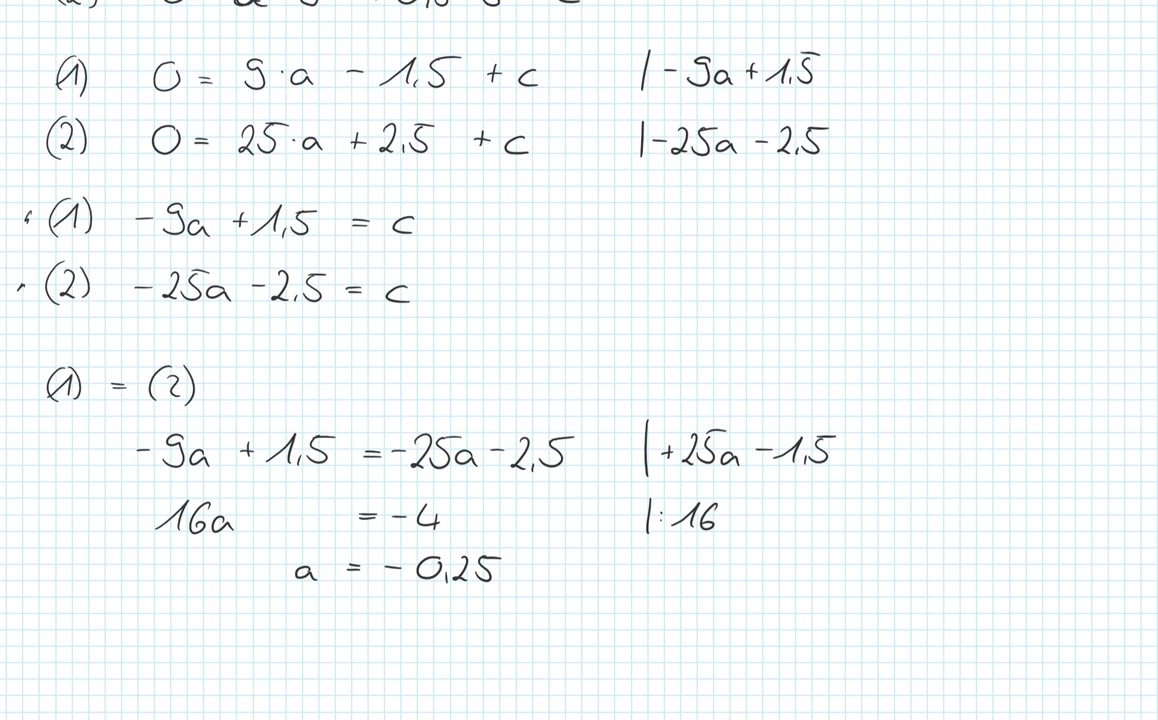 (1) 0 = 9·a - 1,5 + c |-9a+1,5
(2) 0 = 25·a + 2,5 + c |-25a-2,5
(1) -9a +1,5 = c
(2) -25a -2,5 = c
(1) = (2)
-9a + 1,5 = -25a - 2,5 |+25a -1,5
16a = -4 |:16
a = -0,25